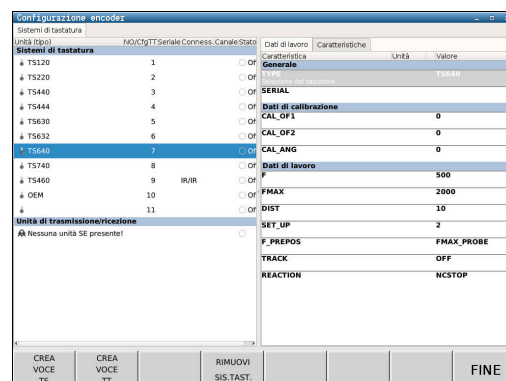 Configurazione encoder
Sistemi di tastatura
Unità (tipo) NO/CfgTT Seriale Conness. Canale Stato
Sistemi di tastatura
TS120 1 Of
TS220 2 Of
TS440 3 Of
TS444 4 Of
TS630 5 Of
TS632 6 Of
TS640 7 Of
TS740 8 Of
TS460 9 IR/IR Of
OEM 10 Of
11 Of
Unità di trasmissione/ricezione
Nessuna unità SE presente!
Dati di lavoro Caratteristiche
Caratteristica Unità Valore
Generale
TYPE TS640
Selezione del tastatore
SERIAL
Dati di calibrazione
CAL_OF1 0
CAL_OF2 0
CAL_ANG 0
Dati di lavoro
F 500
FMAX 2000
DIST 10
SET_UP 2
F_PREPOS FMAX_PROBE
TRACK OFF
REACTION NCSTOP
CREA
VOCE
TS
CREA
VOCE
TT
RIMUOVI
SIS.TAST.
FINE